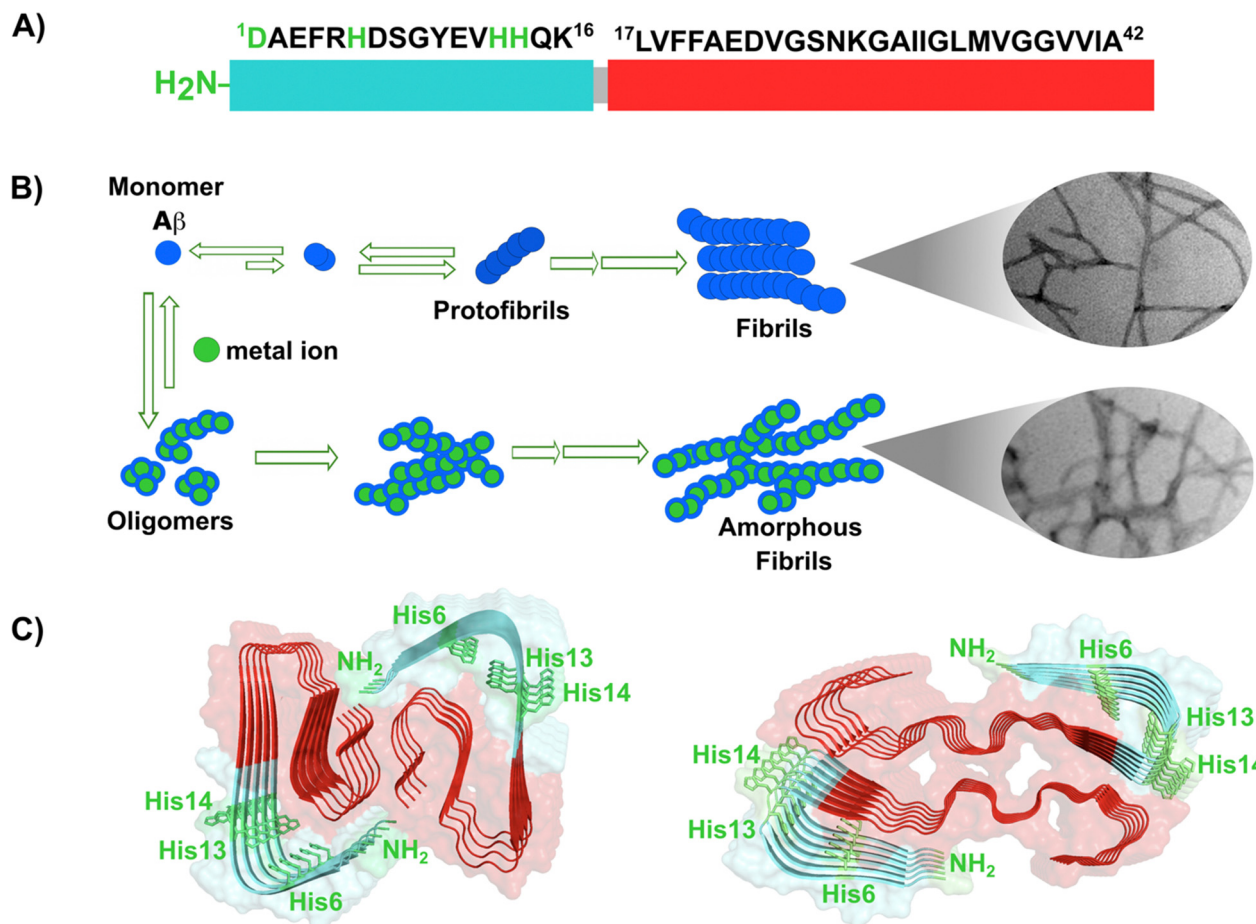 A)
¹DAEFRHDSGYEVHHQK¹⁶ ¹⁷LVFFAEDVGSNKGAIIGLMVGGVVIA⁴²
H₂N-
B)
Monomer
Aβ
Protofibrils
Fibrils
metal ion
Oligomers
Amorphous
Fibrils
C)
His6
NH₂
His13
His14
His14
His13
His6
NH₂
NH₂
His6
His13
His14
His14
His13
His6
NH₂